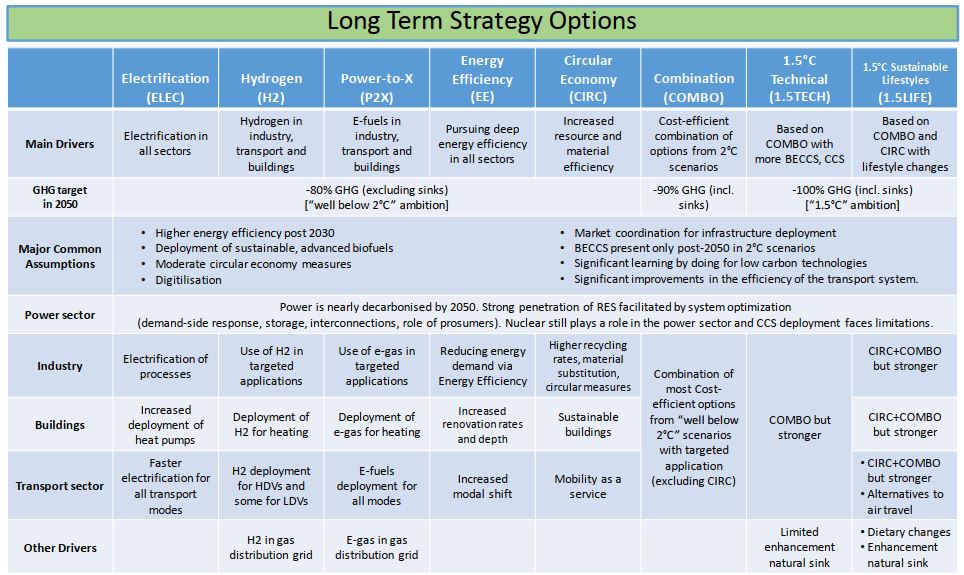 Long Term Strategy Options
Electrification
(ELEC)
Hydrogen
(H2)
Power-to-X
(P2X)
Energy
Efficiency
(EE)
Circular
Economy
(CIRC)
Combination
(COMBO)
1.5°C
Technical
(1.5TECH)
1.5°C Sustainable
Lifestyles
(1.5LIFE)
Main Drivers
Electrification in
all sectors
Hydrogen in
industry,
transport and
buildings
E-fuels in
industry,
transport and
buildings
Pursuing deep
energy efficiency
in all sectors
Increased
resource and
material
efficiency
Cost-efficient
combination of
options from 2°C
scenarios
Based on
COMBO with
more BECCS, CCS
Based on
COMBO and
CIRC with
lifestyle changes
GHG target
in 2050
-80% GHG (excluding sinks)
["well below 2°C" ambition]
-90% GHG (incl.
sinks)
-100% GHG (incl. sinks)
["1.5°C" ambition]
Major Common
Assumptions
• Higher energy efficiency post 2030
• Deployment of sustainable, advanced biofuels
• Moderate circular economy measures
• Digitilisation
• Market coordination for infrastructure deployment
• BECCS present only post-2050 in 2°C scenarios
• Significant learning by doing for low carbon technologies
• Significant improvements in the efficiency of the transport system.
Power sector
Power is nearly decarbonised by 2050. Strong penetration of RES facilitated by system optimization
(demand-side response, storage, interconnections, role of prosumers). Nuclear still plays a role in the power sector and CCS deployment faces limitations.
Industry
Electrification of
processes
Use of H2 in
targeted
applications
Use of e-gas in
targeted
applications
Reducing energy
demand via
Energy Efficiency
Higher recycling
rates, material
substitution,
circular measures
Combination of
most Cost-
efficient options
from "well below
2°C" scenarios
with targeted
application
(excluding CIRC)
COMBO but
stronger
CIRC+COMBO
but stronger
Buildings
Increased
deployment of
heat pumps
Deployment of
H2 for heating
Deployment of
e-gas for heating
Increased
renovation rates
and depth
Sustainable
buildings
CIRC+COMBO
but stronger
Transport sector
Faster
electrification for
all transport
modes
H2 deployment
for HDVs and
some for LDVs
E-fuels
deployment for
all modes
Increased
modal shift
Mobility as a
service
• CIRC+COMBO
but stronger
• Alternatives to
air travel
Other Drivers
H2 in gas
distribution grid
E-gas in gas
distribution grid
Limited
enhancement
natural sink
• Dietary changes
• Enhancement
natural sink